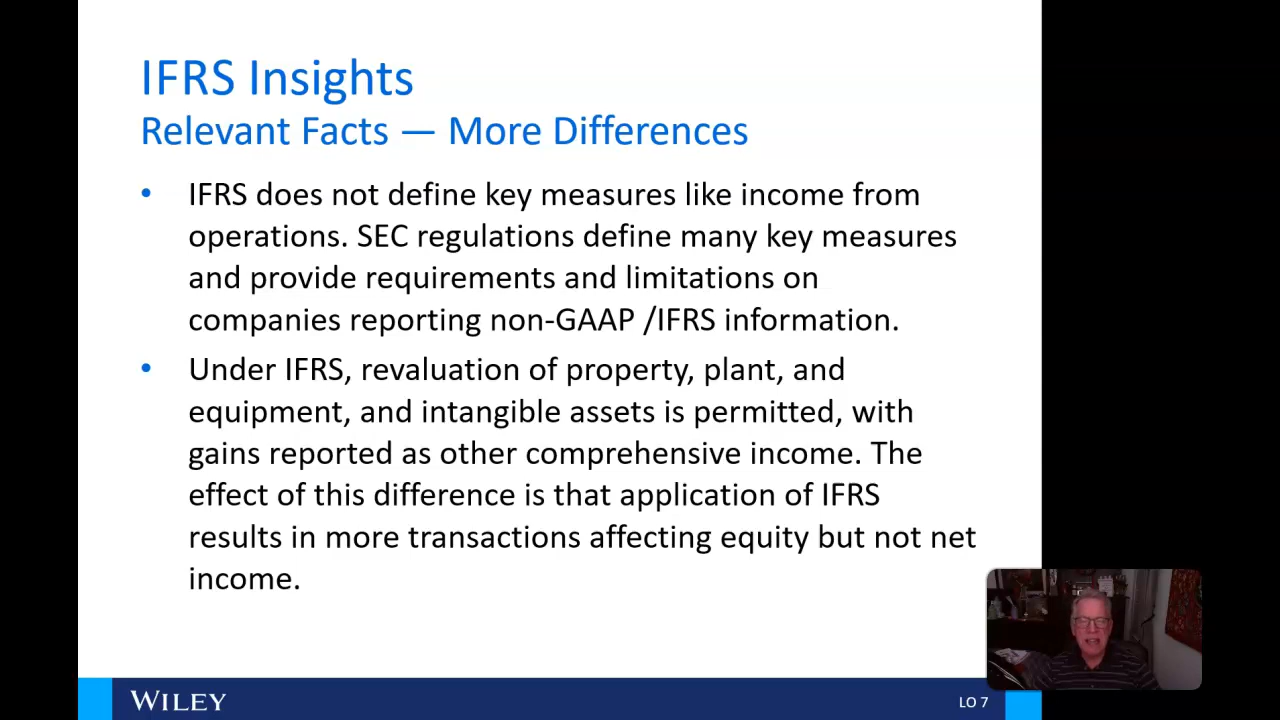 IFRS Insights
Relevant Facts — More Differences
• IFRS does not define key measures like income from
operations. SEC regulations define many key measures
and provide requirements and limitations on
companies reporting non-GAAP /IFRS information.
• Under IFRS, revaluation of property, plant, and
equipment, and intangible assets is permitted, with
gains reported as other comprehensive income. The
effect of this difference is that application of IFRS
results in more transactions affecting equity but not net
income.
WILEY
LO 7